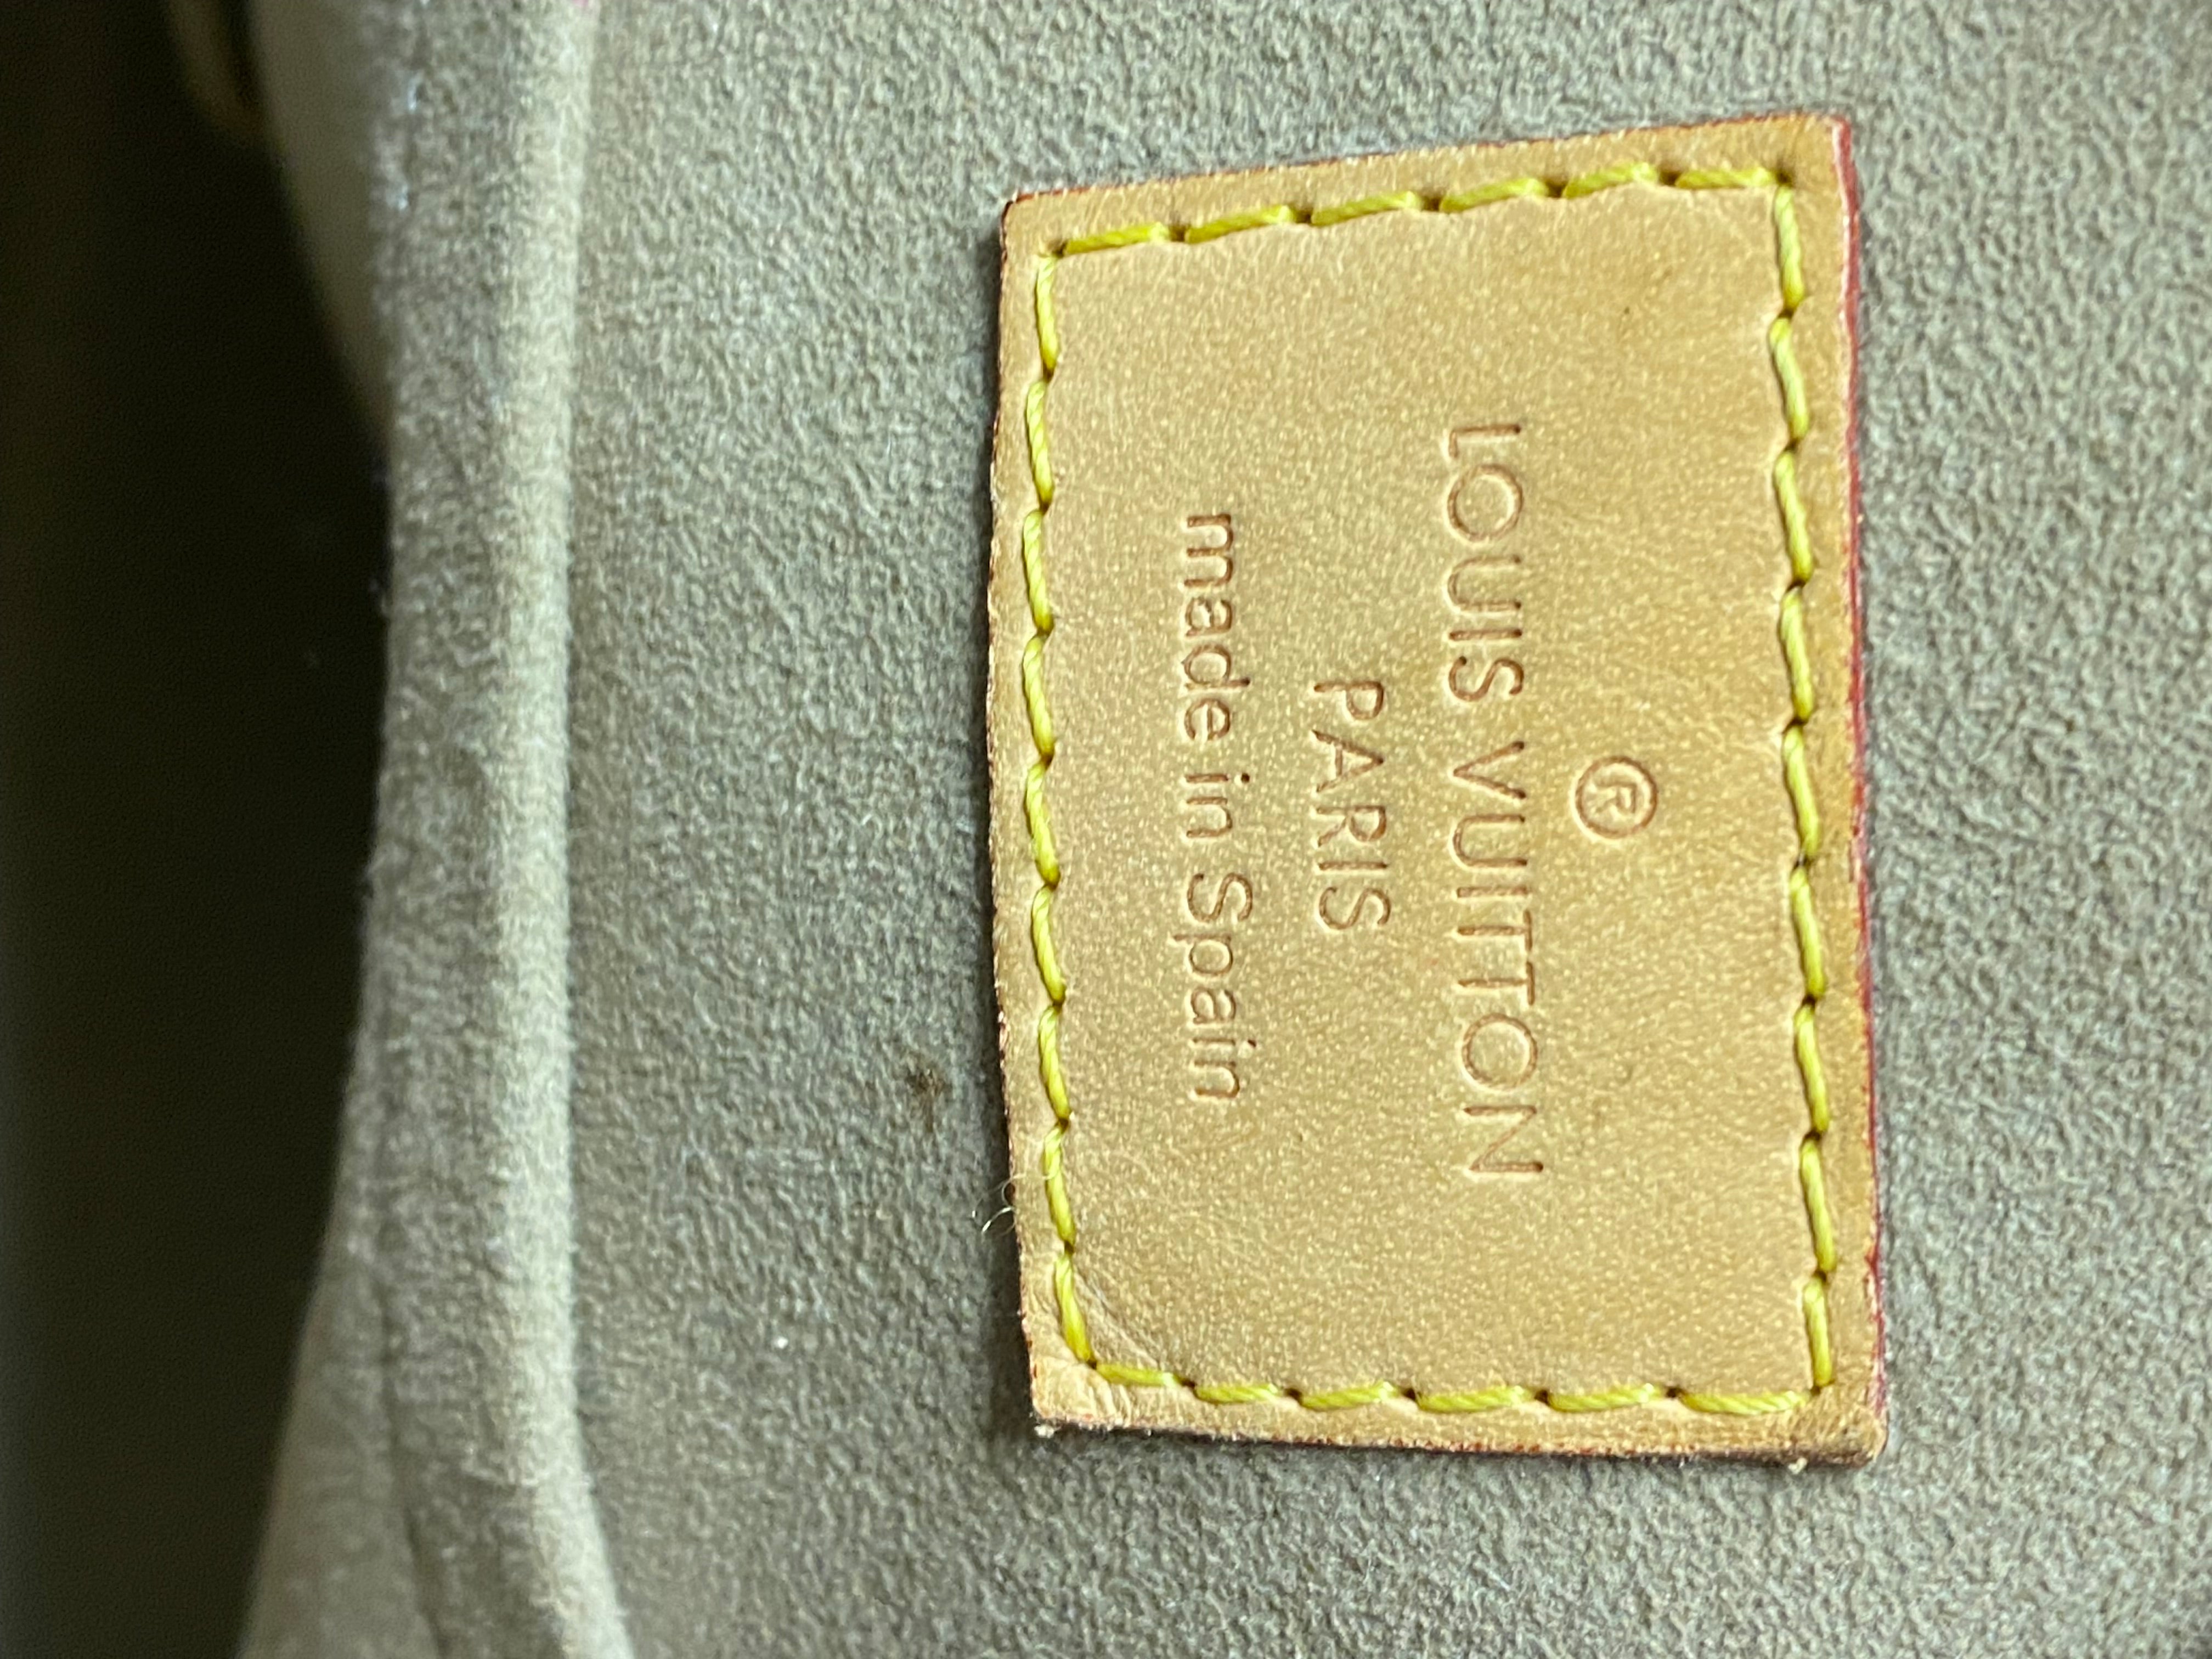 ®
LOUIS VUITTON
PARIS
made in Spain